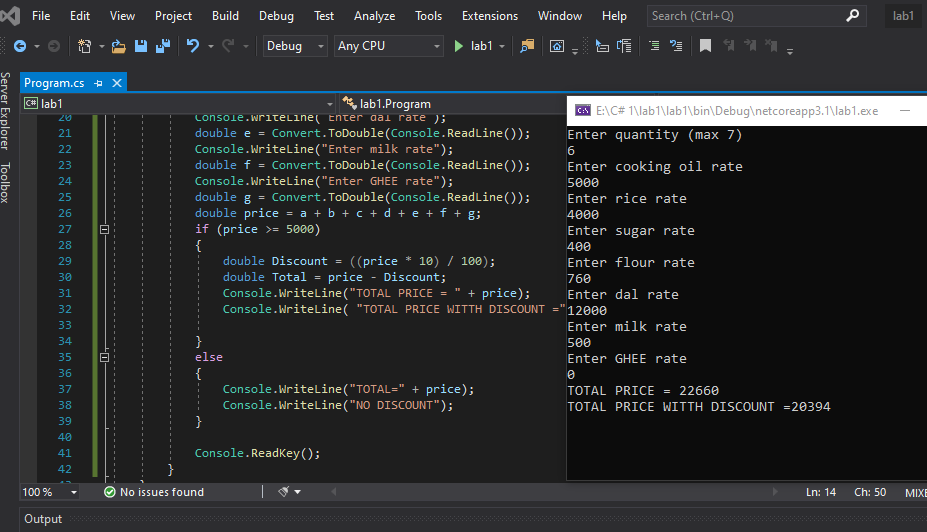 File Edit View Project Build Debug Test Analyze Tools Extensions Window Help Search (Ctrl+Q) lab1
Debug Any CPU lab1
Server Explorer
Toolbox
Program.cs
C# lab1 lab1.Program
20 Console.WriteLine("Enter dal rate");
21 double e = Convert.ToDouble(Console.ReadLine());
22 Console.WriteLine("Enter milk rate");
23 double f = Convert.ToDouble(Console.ReadLine());
24 Console.WriteLine("Enter GHEE rate");
25 double g = Convert.ToDouble(Console.ReadLine());
26 double price = a + b + c + d + e + f + g;
27 if (price >= 5000)
28 {
29 double Discount = ((price * 10) / 100);
30 double Total = price - Discount;
31 Console.WriteLine("TOTAL PRICE = " + price);
32 Console.WriteLine( "TOTAL PRICE WITTH DISCOUNT ="
33
34 }
35 else
36 {
37 Console.WriteLine("TOTAL=" + price);
38 Console.WriteLine("NO DISCOUNT");
39 }
40
41 Console.ReadKey();
42 }
C:\ E:\C# 1\lab1\lab1\bin\Debug\netcoreapp3.1\lab1.exe
Enter quantity (max 7)
6
Enter cooking oil rate
5000
Enter rice rate
4000
Enter sugar rate
400
Enter flour rate
760
Enter dal rate
12000
Enter milk rate
500
Enter GHEE rate
0
TOTAL PRICE = 22660
TOTAL PRICE WITTH DISCOUNT =20394
100 % No issues found Ln: 14 Ch: 50 MIXE
Output